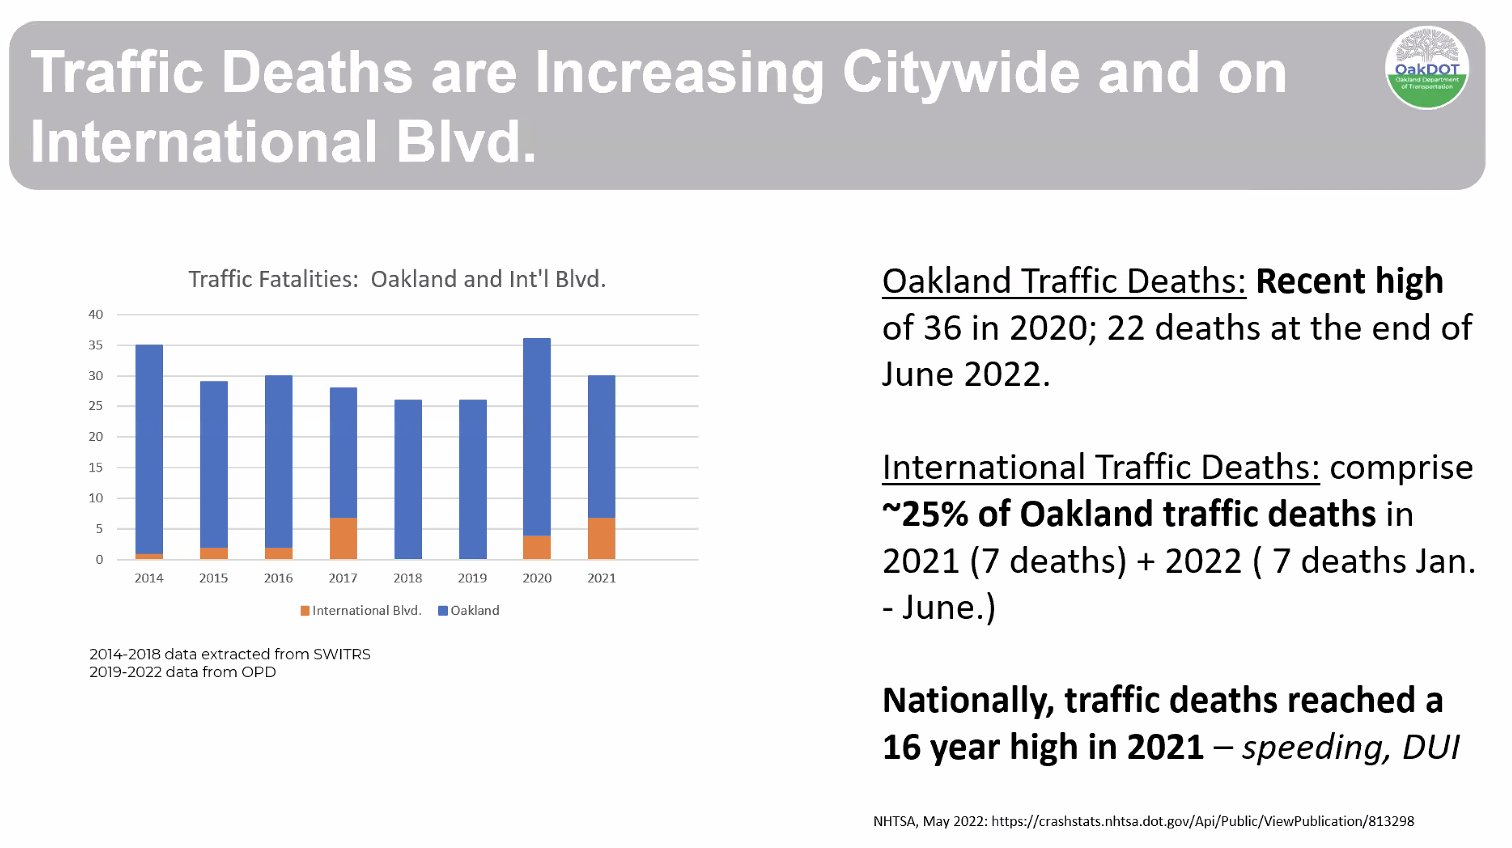 Traffic Deaths are Increasing Citywide and on
International Blvd.
OakDOT
Oakland Department
of Transportation
Traffic Fatalities:  Oakland and Int'l Blvd.
40
35
30
25
20
15
10
5
0
2014 2015 2016 2017 2018 2019 2020 2021
International Blvd. Oakland
2014-2018 data extracted from SWITRS
2019-2022 data from OPD
Oakland Traffic Deaths: Recent high
of 36 in 2020; 22 deaths at the end of
June 2022.
International Traffic Deaths: comprise
~25% of Oakland traffic deaths in
2021 (7 deaths) + 2022 ( 7 deaths Jan.
- June.)
Nationally, traffic deaths reached a
16 year high in 2021 – speeding, DUI
NHTSA, May 2022: https://crashstats.nhtsa.dot.gov/Api/Public/ViewPublication/813298